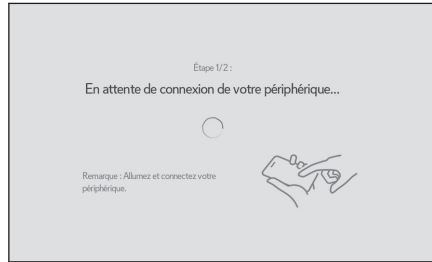 Étape 1/2 :
En attente de connexion de votre périphérique...
Remarque : Allumez et connectez votre
périphérique.